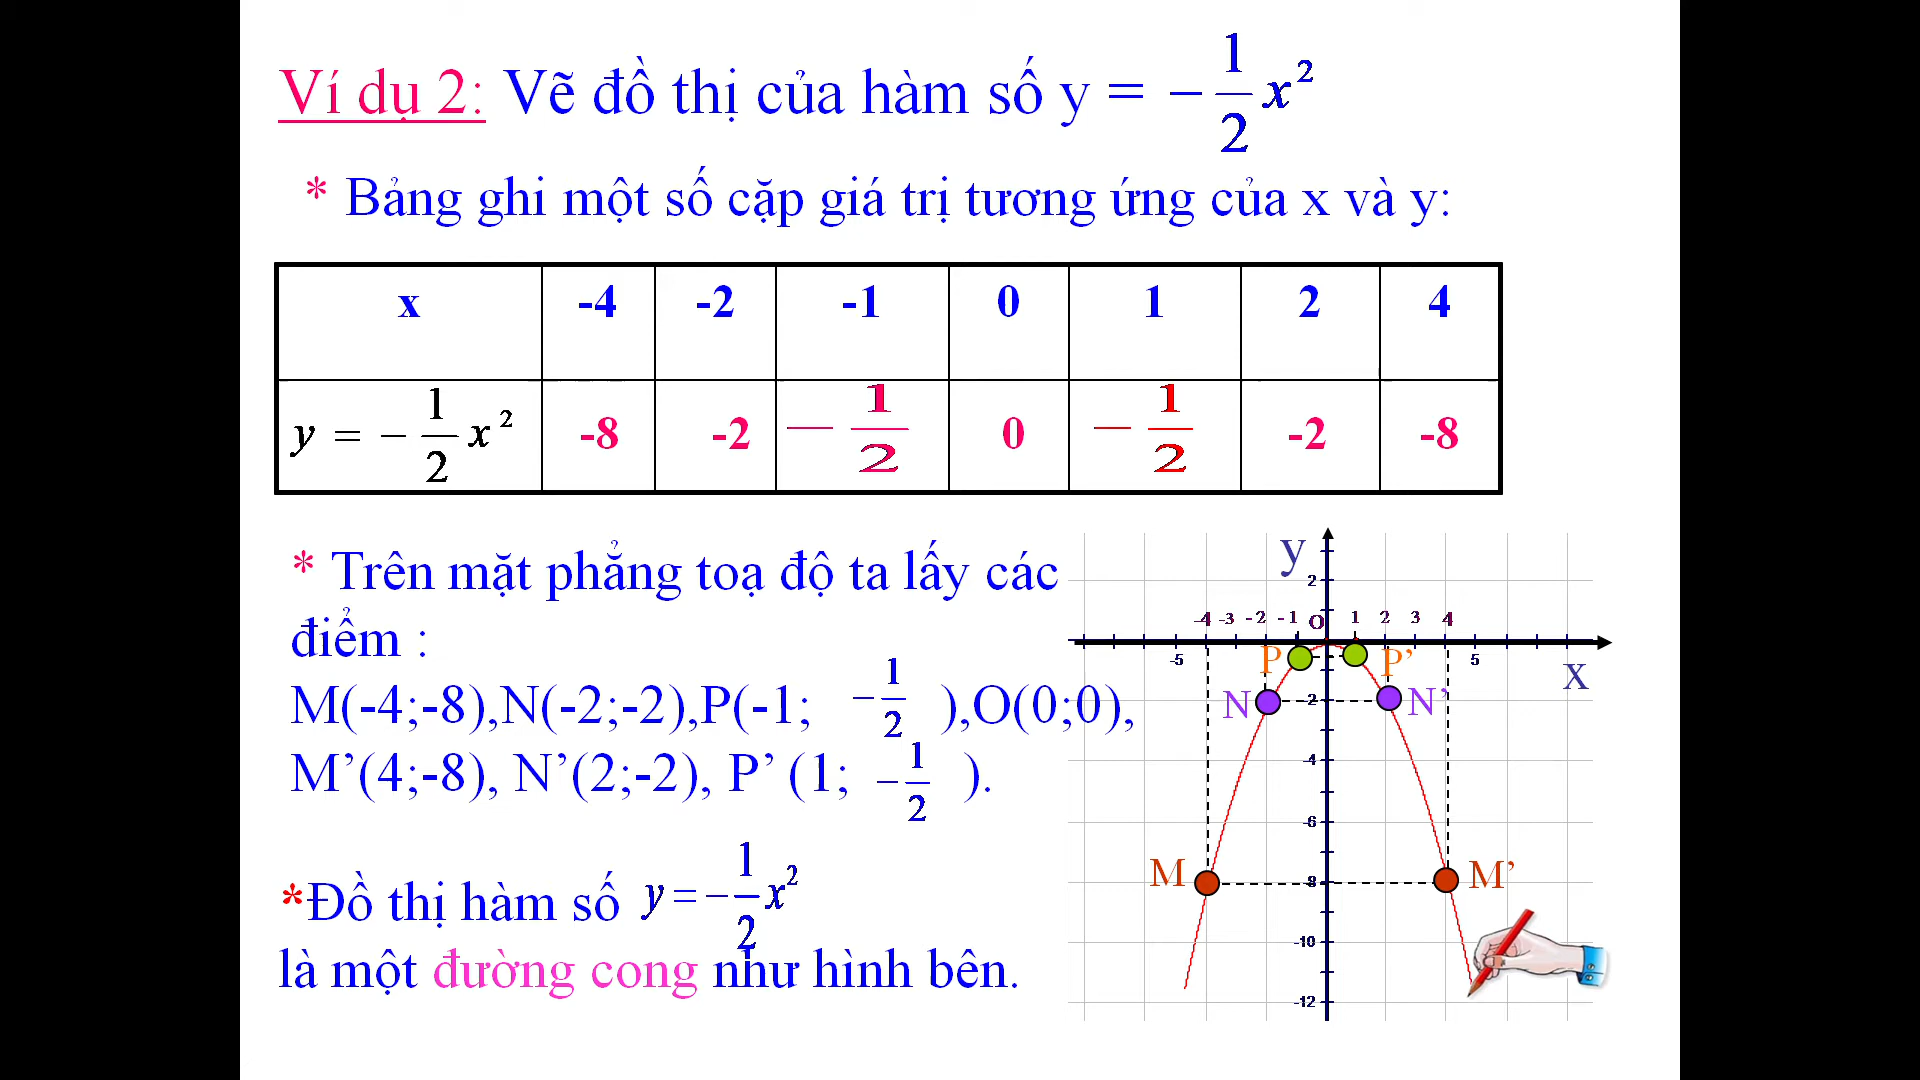 Ví dụ 2: Vẽ đồ thị của hàm số y = −1/2 x²
* Bảng ghi một số cặp giá trị tương ứng của x và y:
x -4 -2 -1 0 1 2 4
y = −1/2 x² -8 -2 −1/2 0 −1/2 -2 -8
* Trên mặt phẳng toạ độ ta lấy các
điểm :
M(-4;-8),N(-2;-2),P(-1; −1/2 ),O(0;0),
M’(4;-8), N’(2;-2), P’ (1; −1/2 ).
*Đồ thị hàm số y = −1/2 x²
là một đường cong như hình bên.
y
2
-4 -3 -2 -1 O 1 2 3 4
-5 P P’ 5 x
N -2 N’
-4
-6
M -8 M’
-10
-12